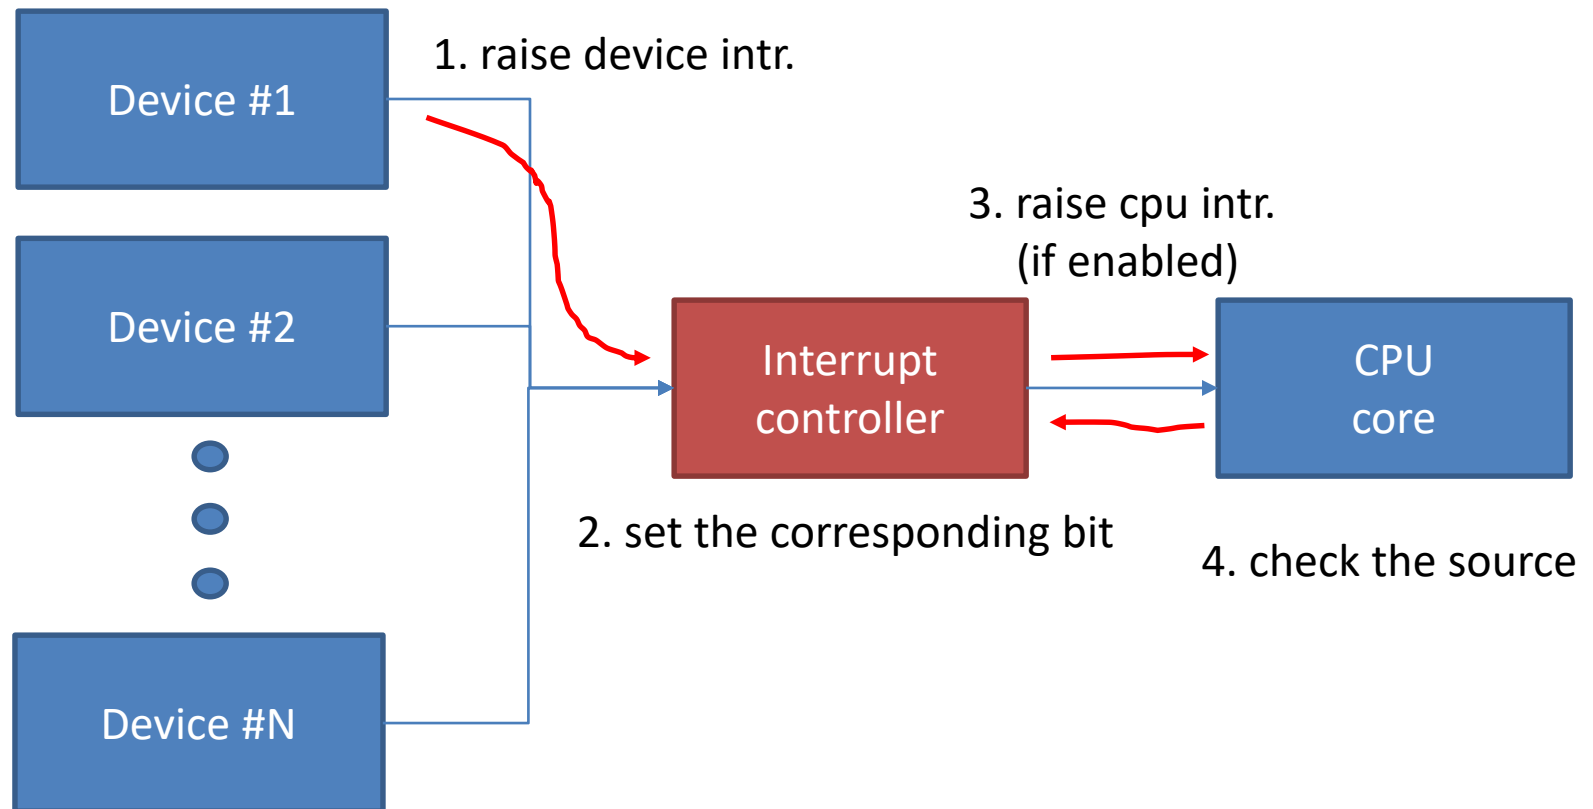 Device #1
1. raise device intr.
Device #2
3. raise cpu intr.
(if enabled)
Interrupt
controller
CPU
core
2. set the corresponding bit
4. check the source
Device #N